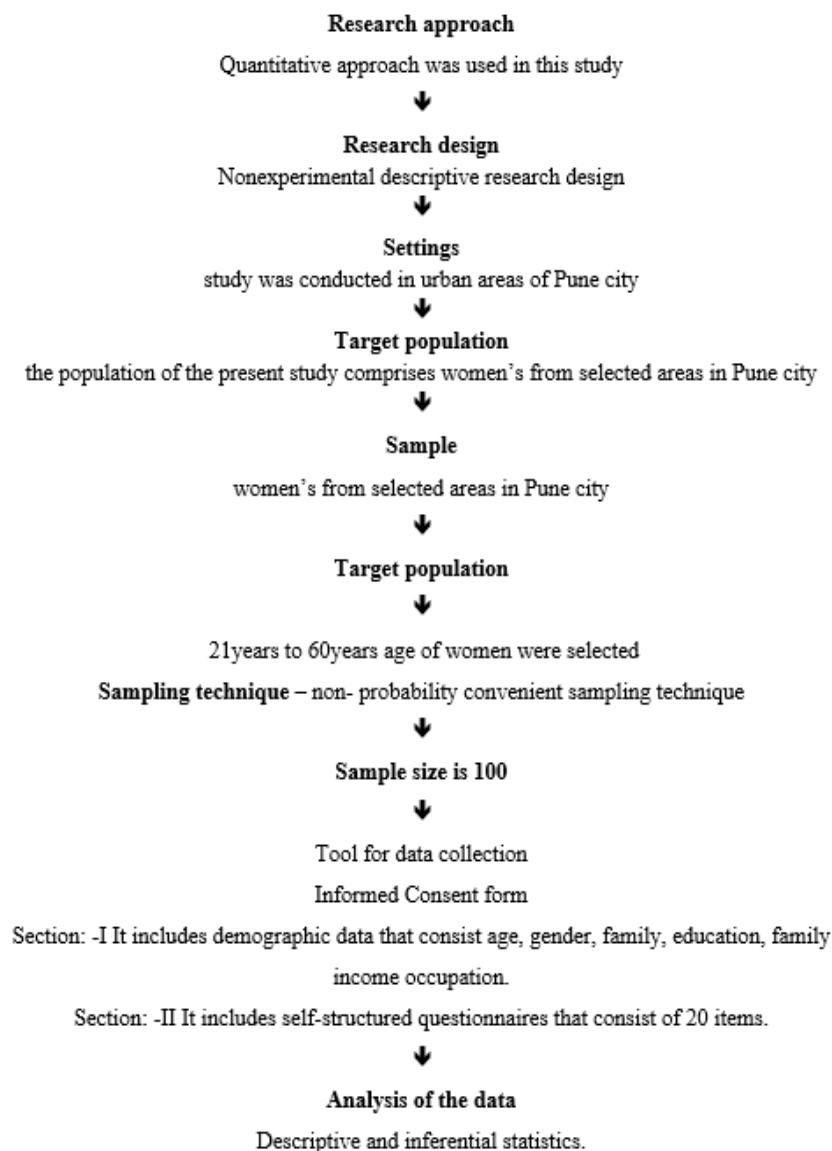 Research approach
Quantitative approach was used in this study
Research design
Nonexperimental descriptive research design
Settings
study was conducted in urban areas of Pune city
Target population
the population of the present study comprises women’s from selected areas in Pune city
Sample
women’s from selected areas in Pune city
Target population
21years to 60years age of women were selected
Sampling technique – non- probability convenient sampling technique
Sample size is 100
Tool for data collection
Informed Consent form
Section: -I It includes demographic data that consist age, gender, family, education, family
income occupation.
Section: -II It includes self-structured questionnaires that consist of 20 items.
Analysis of the data
Descriptive and inferential statistics.